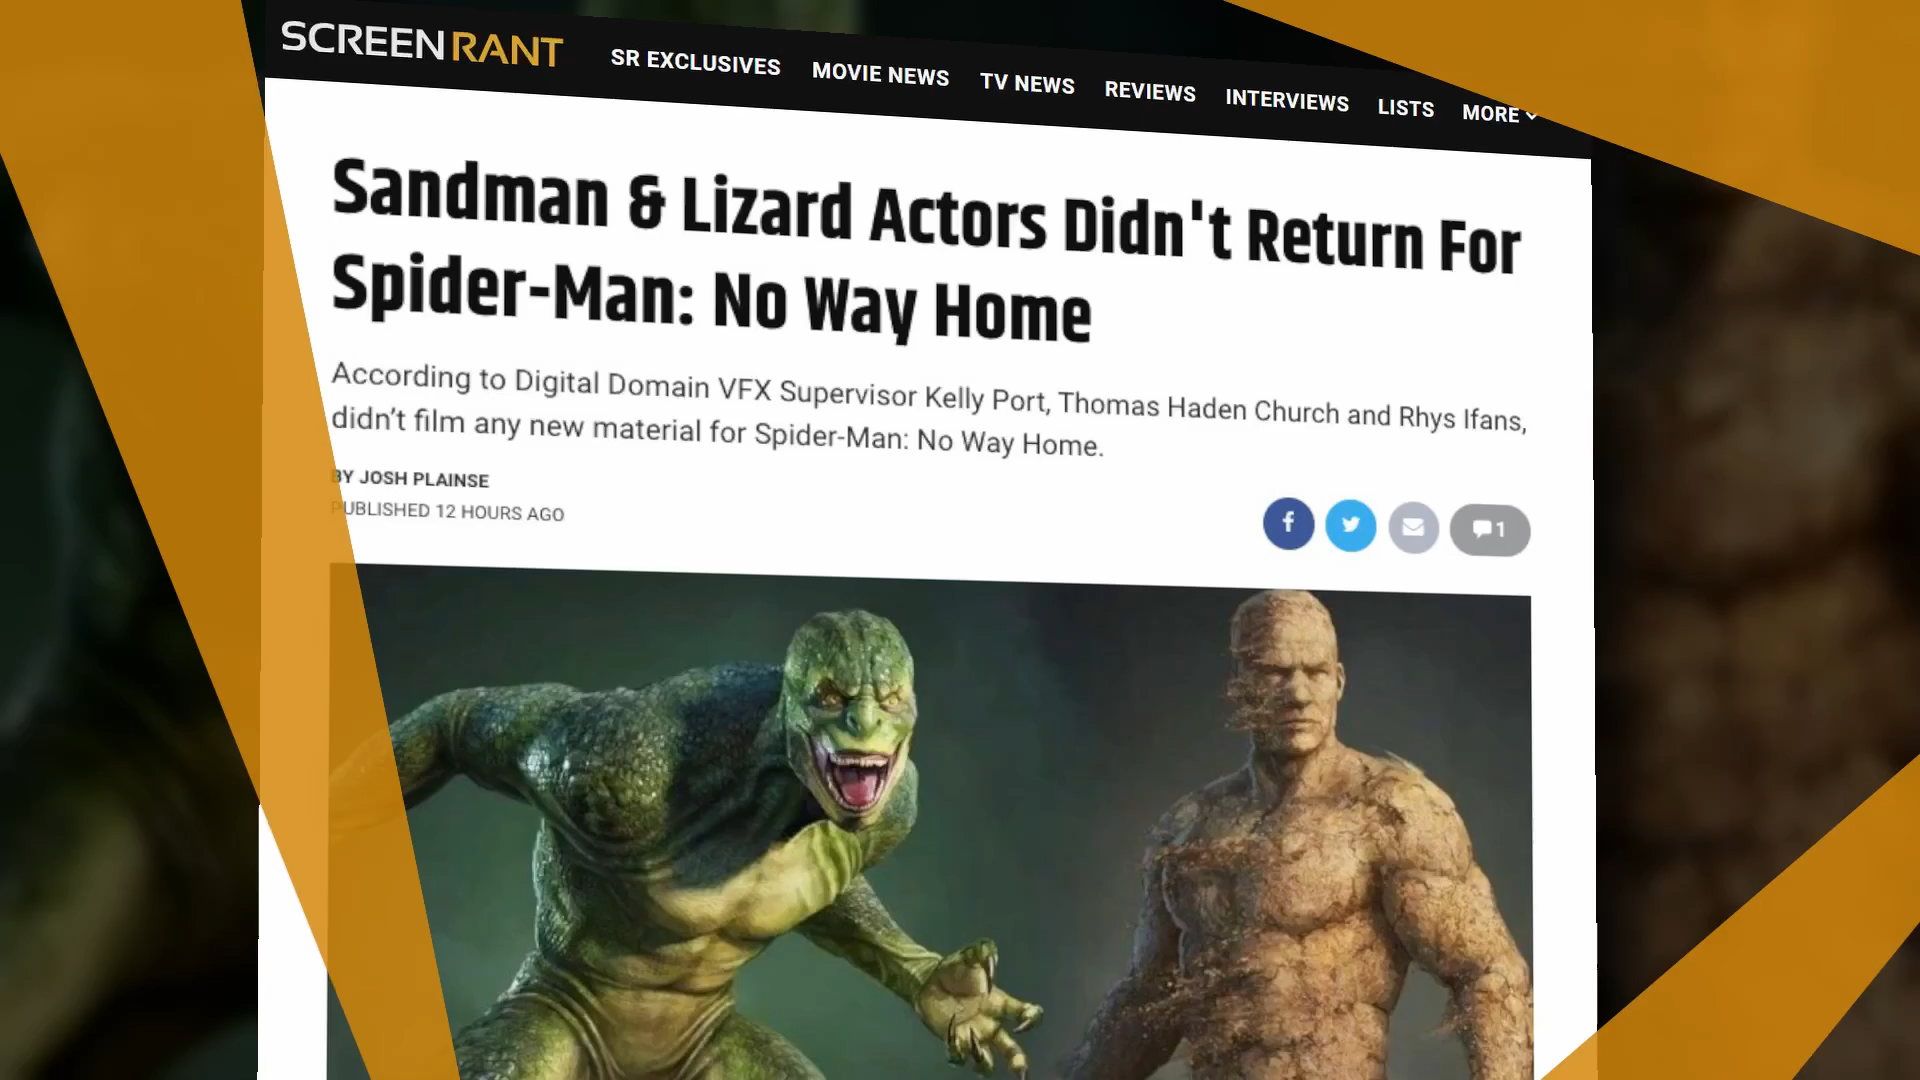 SCREENRANT
SR EXCLUSIVES MOVIE NEWS TV NEWS REVIEWS INTERVIEWS LISTS MORE
Sandman & Lizard Actors Didn't Return For
Spider-Man: No Way Home
According to Digital Domain VFX Supervisor Kelly Port, Thomas Haden Church and Rhys Ifans,
didn’t film any new material for Spider-Man: No Way Home.
BY JOSH PLAINSE
PUBLISHED 12 HOURS AGO
1